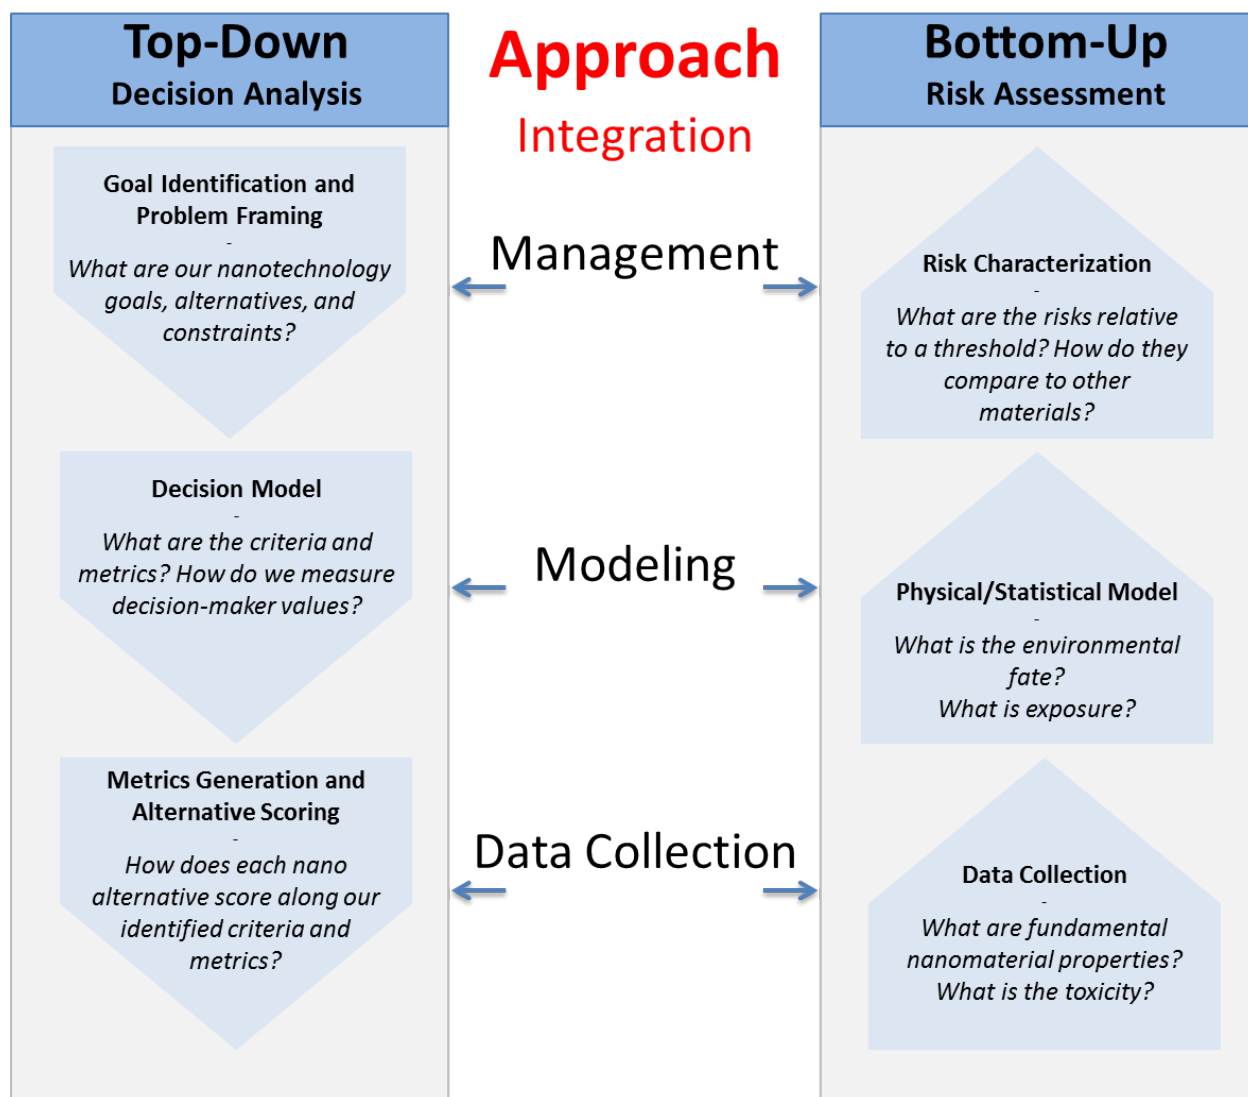 Top-Down
Decision Analysis
Goal Identification and
Problem Framing
-
What are our nanotechnology
goals, alternatives, and
constraints?
Decision Model
-
What are the criteria and
metrics? How do we measure
decision-maker values?
Metrics Generation and
Alternative Scoring
-
How does each nano
alternative score along our
identified criteria and
metrics?
Approach
Integration
Management
Modeling
Data Collection
Bottom-Up
Risk Assessment
Risk Characterization
-
What are the risks relative
to a threshold? How do they
compare to other
materials?
Physical/Statistical Model
-
What is the environmental
fate?
What is exposure?
Data Collection
-
What are fundamental
nanomaterial properties?
What is the toxicity?